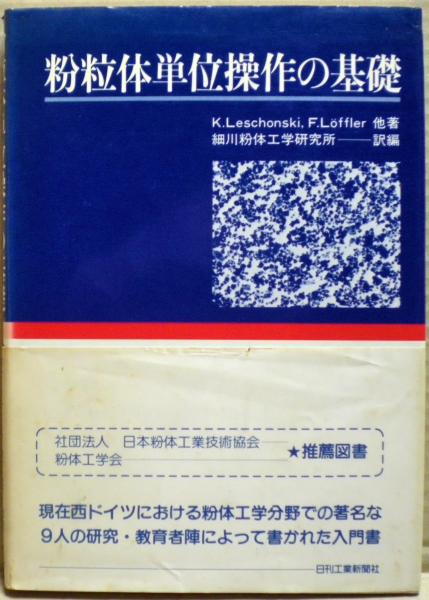 粉粒体単位操作の基礎
K.Leschonski, F.Löffler 他著
細川粉体工学研究所――訳編
社団法人 日本粉体工業技術協会
粉体工学会
★推薦図書
現在西ドイツにおける粉体工学分野での著名な
9人の研究・教育者陣によって書かれた入門書
日刊工業新聞社